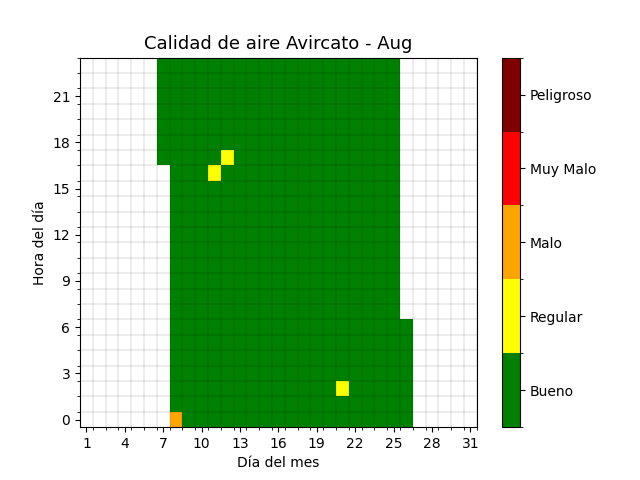 Calidad de aire Avircato - Aug
Hora del día
21
18
15
12
9
6
3
0
1 4 7 10 13 16 19 22 25 28 31
Día del mes
Peligroso
Muy Malo
Malo
Regular
Bueno